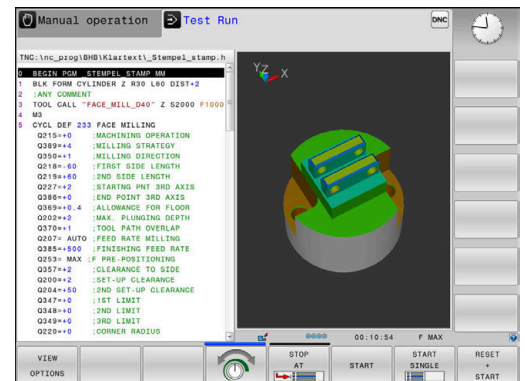 Manual operation
Test Run
DNC
TNC:\nc_prog\BHB\Klartext\_Stempel_stamp.h
0 BEGIN PGM _STEMPEL_STAMP MM
1 BLK FORM CYLINDER Z R30 L60 DIST+2
2 ;ANY COMMENT
3 TOOL CALL "FACE_MILL_D40" Z S2000 F1000
4 M3
5 CYCL DEF 233 FACE MILLING
Q215=+0 ;MACHINING OPERATION
Q389=+4 ;MILLING STRATEGY
Q350=+1 ;MILLING DIRECTION
Q218=-60 ;FIRST SIDE LENGTH
Q219=+60 ;2ND SIDE LENGTH
Q227=+2 ;STARTNG PNT 3RD AXIS
Q386=+0 ;END POINT 3RD AXIS
Q369=+0.4 ;ALLOWANCE FOR FLOOR
Q202=+2 ;MAX. PLUNGING DEPTH
Q370=+1 ;TOOL PATH OVERLAP
Q207= AUTO ;FEED RATE MILLING
Q385=+500 ;FINISHING FEED RATE
Q253= MAX ;F PRE-POSITIONING
Q357=+2 ;CLEARANCE TO SIDE
Q200=+2 ;SET-UP CLEARANCE
Q204=+50 ;2ND SET-UP CLEARANCE
Q347=+0 ;1ST LIMIT
Q348=+0 ;2ND LIMIT
Q349=+0 ;3RD LIMIT
Q220=+0 ;CORNER RADIUS
YZ X
00:10:54 F MAX
VIEW
OPTIONS
STOP
AT
START
START
SINGLE
RESET
+
START